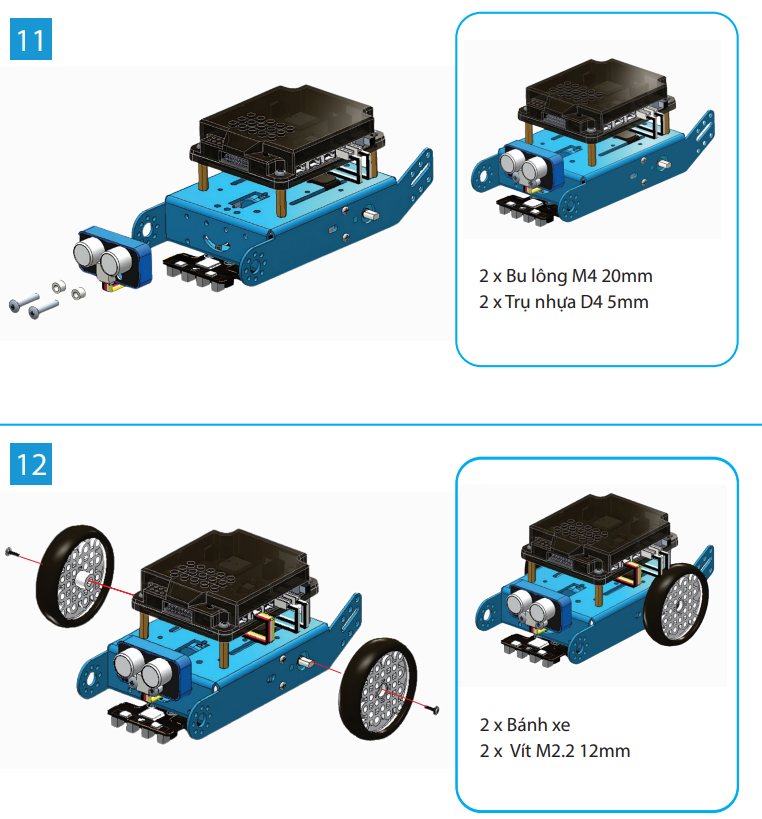 11
2 x Bu lông M4 20mm
2 x Trụ nhựa D4 5mm
12
2 x Bánh xe
2 x Vít M2.2 12mm